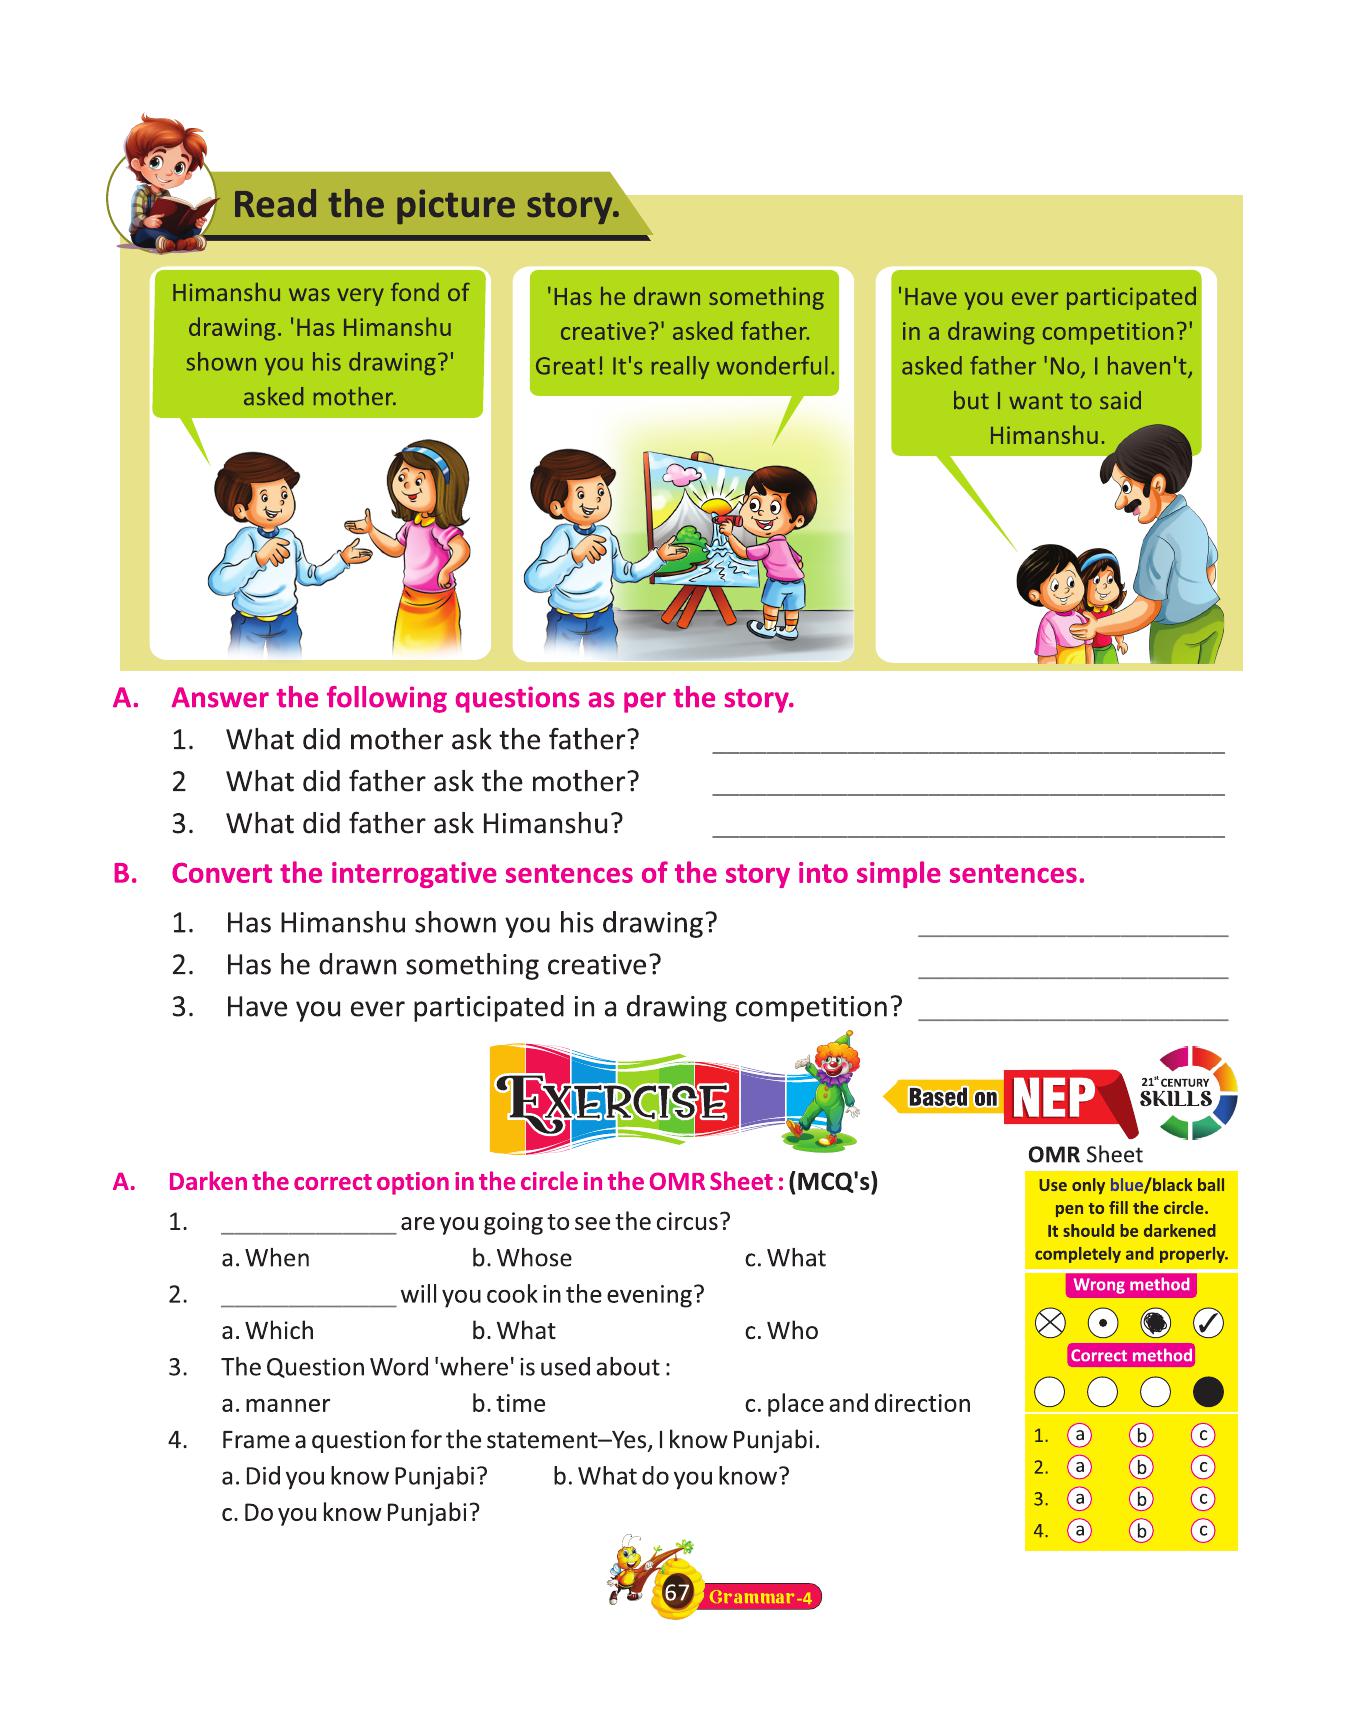 Read the picture story.
Himanshu was very fond of
drawing. 'Has Himanshu
shown you his drawing?'
asked mother.
'Has he drawn something
creative?' asked father.
Great! It's really wonderful.
'Have you ever participated
in a drawing competition?'
asked father 'No, I haven't,
but I want to said
Himanshu.
A. Answer the following questions as per the story.
1. What did mother ask the father? ____________________
2 What did father ask the mother? ____________________
3. What did father ask Himanshu? ____________________
B. Convert the interrogative sentences of the story into simple sentences.
1. Has Himanshu shown you his drawing? ____________________
2. Has he drawn something creative? ____________________
3. Have you ever participated in a drawing competition? ____________________
EXERCISE
Based on NEP
21st CENTURY
SKILLS
A. Darken the correct option in the circle in the OMR Sheet : (MCQ's)
1. _____________ are you going to see the circus?
a. When b. Whose c. What
2. _____________ will you cook in the evening?
a. Which b. What c. Who
3. The Question Word 'where' is used about :
a. manner b. time c. place and direction
4. Frame a question for the statement–Yes, I know Punjabi.
a. Did you know Punjabi? b. What do you know?
c. Do you know Punjabi?
OMR Sheet
Use only blue/black ball
pen to fill the circle.
It should be darkened
completely and properly.
Wrong method
Correct method
1. a b c
2. a b c
3. a b c
4. a b c
67 Grammar-4